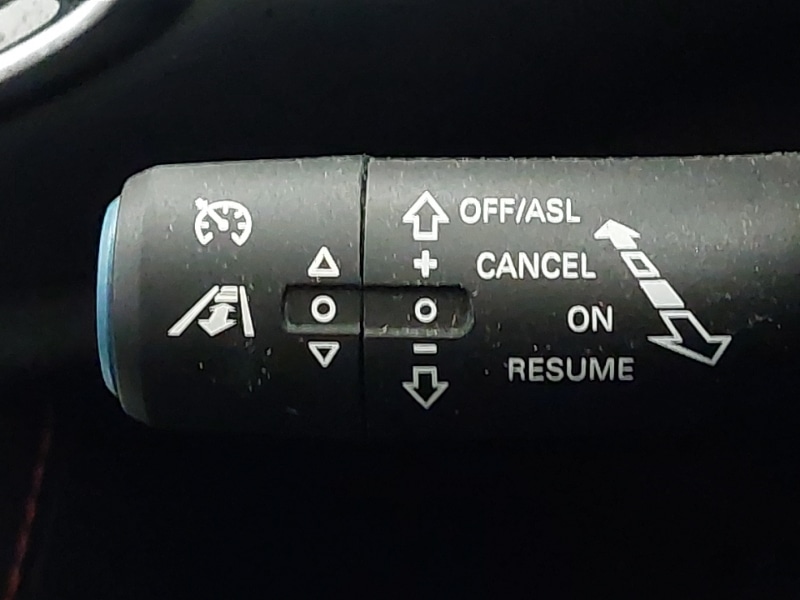 OFF/ASL
+ CANCEL
ON
- RESUME